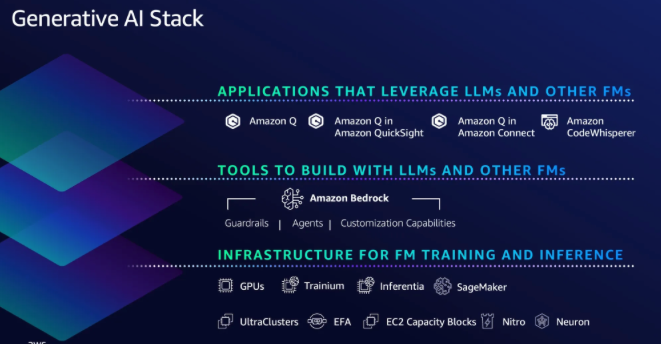 Generative AI Stack
APPLICATIONS THAT LEVERAGE LLMs AND OTHER FMs
Amazon Q
Amazon Q in
Amazon QuickSight
Amazon Q in
Amazon Connect
Amazon
CodeWhisperer
TOOLS TO BUILD WITH LLMs AND OTHER FMs
Amazon Bedrock
Guardrails | Agents | Customization Capabilities
INFRASTRUCTURE FOR FM TRAINING AND INFERENCE
GPUs Trainium Inferentia SageMaker
UltraClusters EFA EC2 Capacity Blocks Nitro Neuron
aws